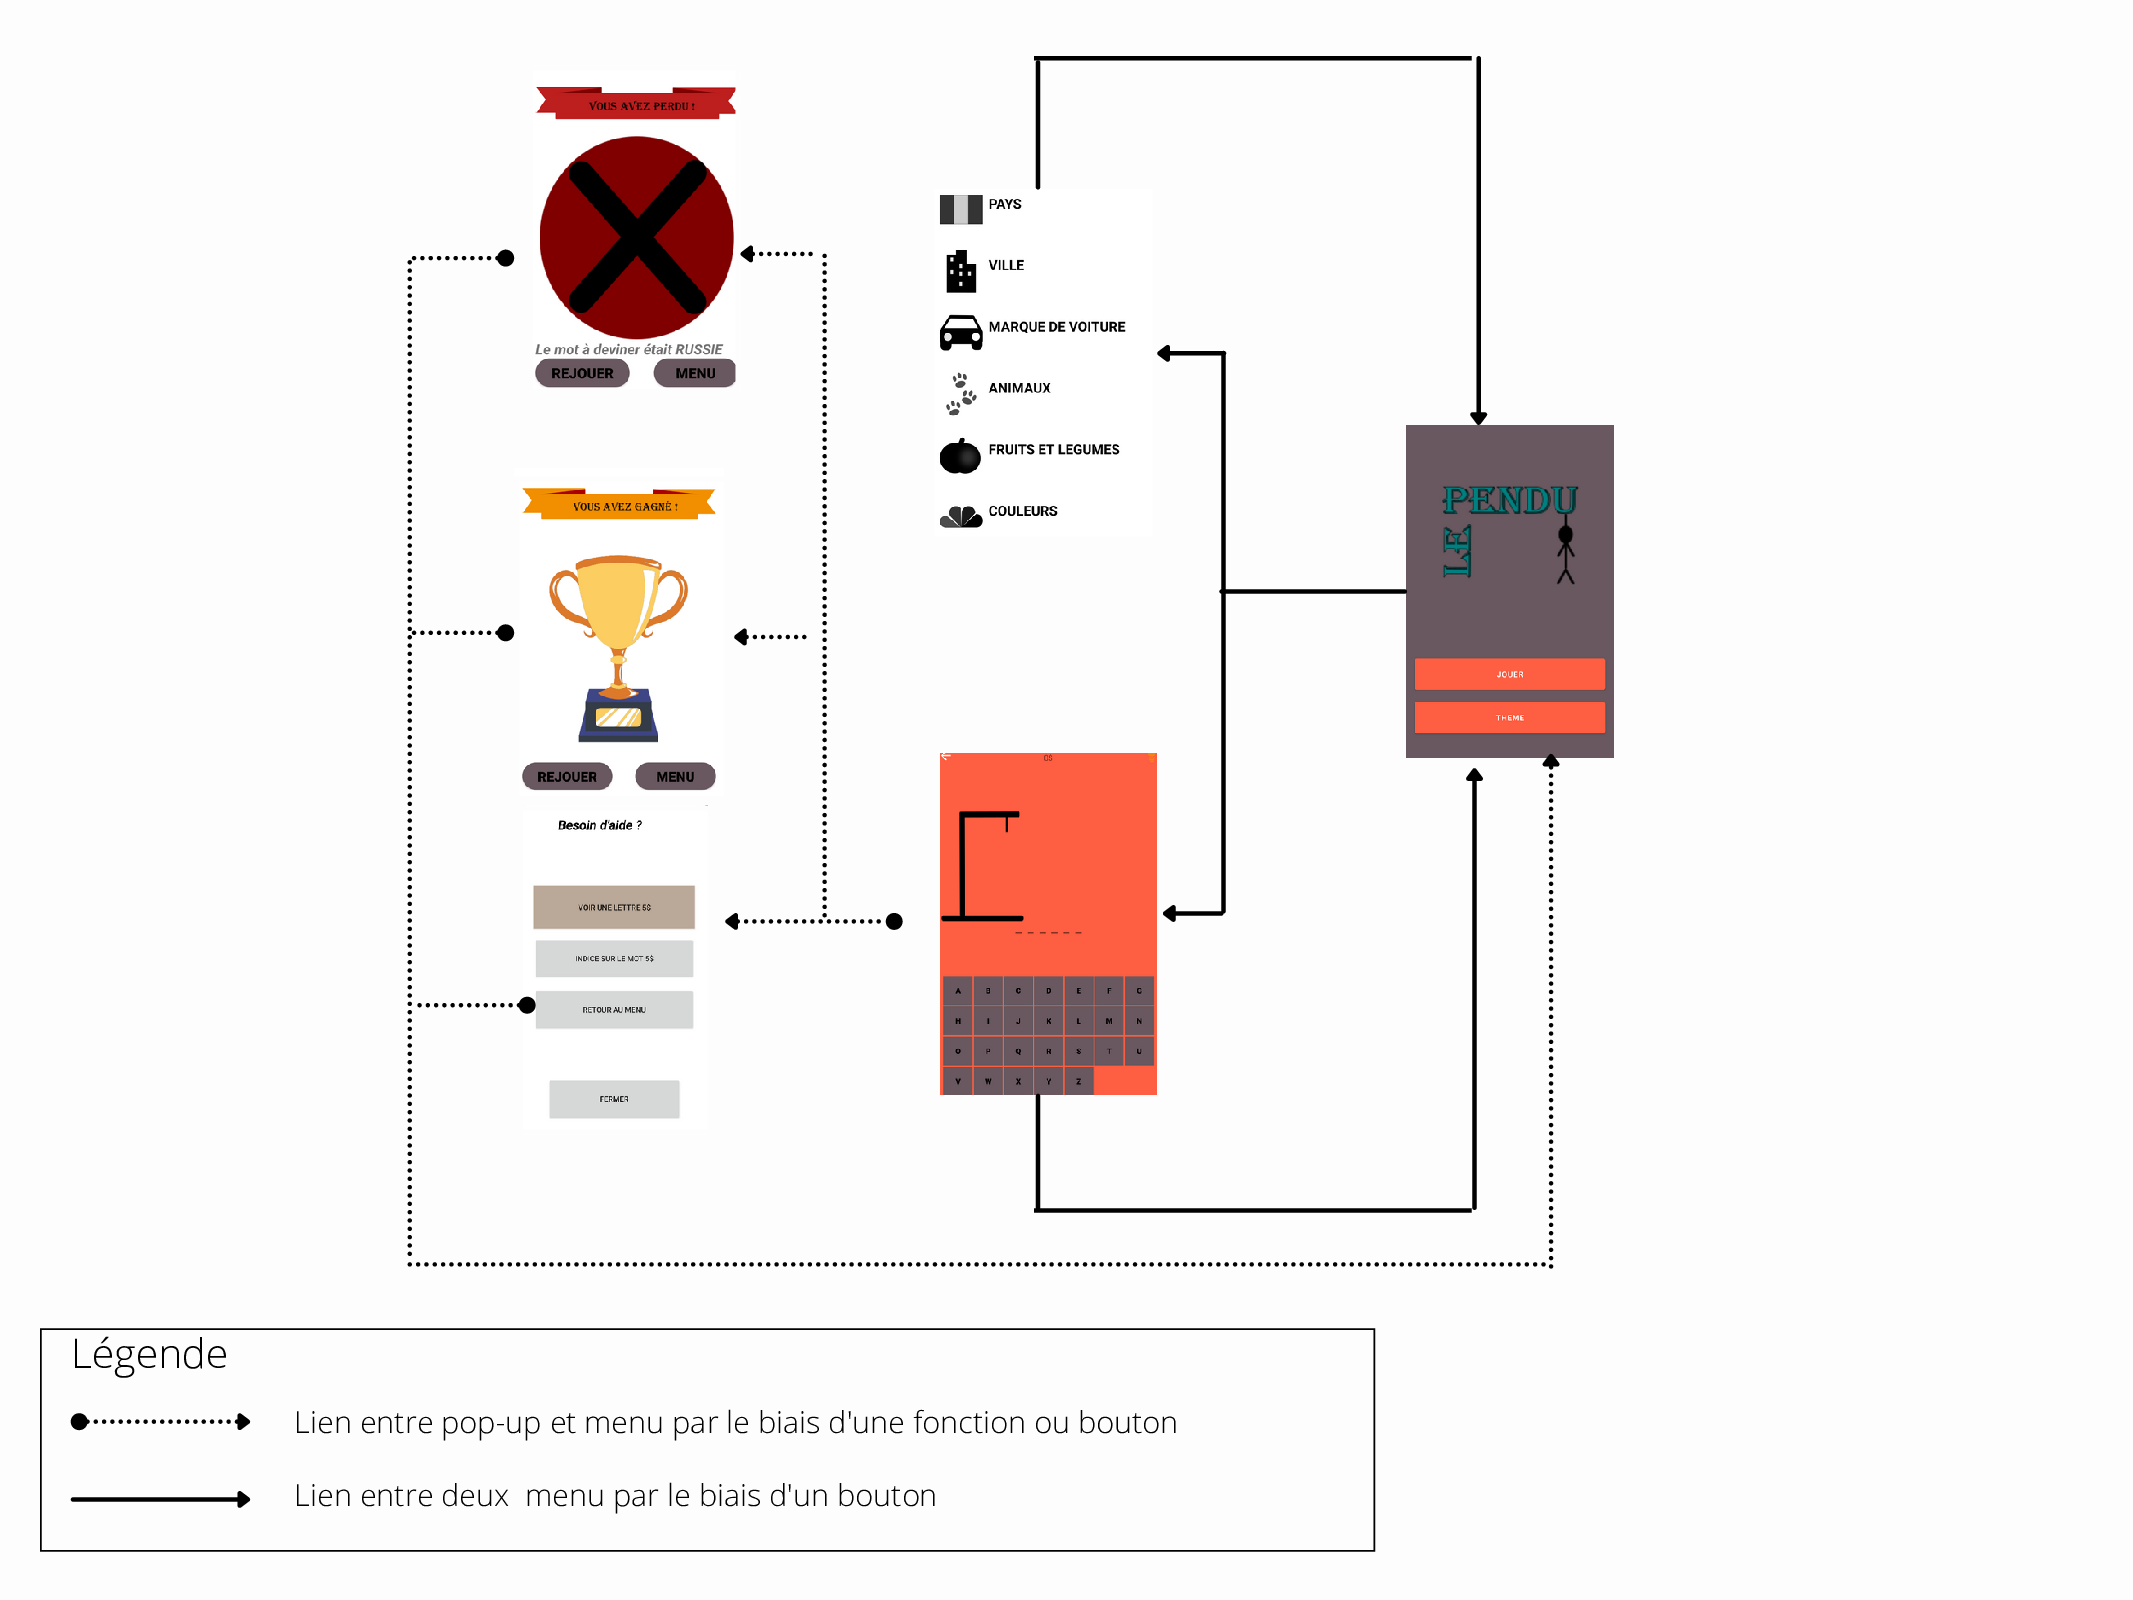 VOUS AVEZ PERDU !
Le mot à deviner était RUSSIE
REJOUER MENU
VOUS AVEZ GAGNÉ !
REJOUER MENU
Besoin d'aide ?
VOIR UNE LETTRE 5$
INDICE SUR LE MOT 5$
RETOUR AU MENU
FERMER
PAYS
VILLE
MARQUE DE VOITURE
ANIMAUX
FRUITS ET LEGUMES
COULEURS
0$
_ _ _ _ _ _
A B C D E F G
H I J K L M N
O P Q R S T U
V W X Y Z
LE PENDU
JOUER
THEME
Légende
Lien entre pop-up et menu par le biais d'une fonction ou bouton
Lien entre deux  menu par le biais d'un bouton